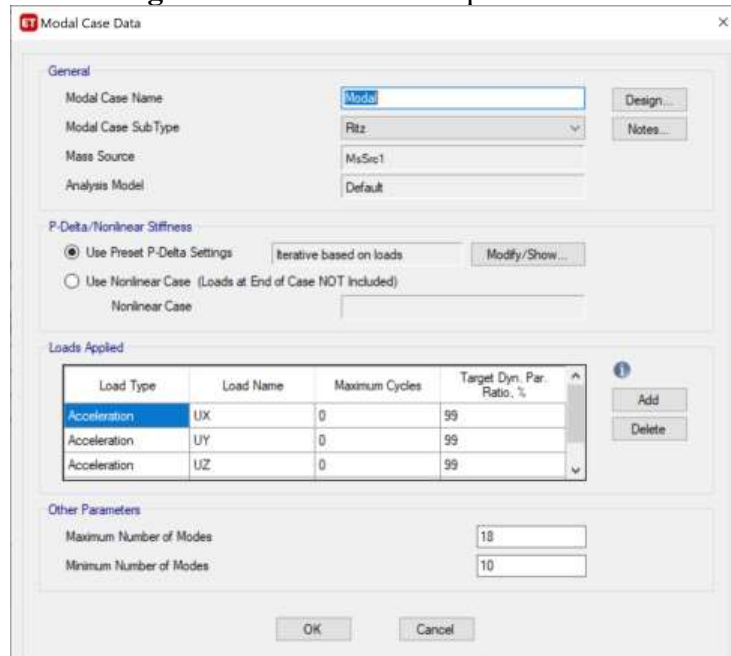 ET Modal Case Data ×
General
Modal Case Name Modal Design...
Modal Case SubType Ritz Notes...
Mass Source MsSrc1
Analysis Model Default
P-Delta/Nonlinear Stiffness
Use Preset P-Delta Settings Iterative based on loads Modify/Show...
Use Nonlinear Case (Loads at End of Case NOT Included)
Nonlinear Case
Loads Applied
Load Type Load Name Maximum Cycles Target Dyn. Par. Ratio, %
Acceleration UX 0 99
Acceleration UY 0 99
Acceleration UZ 0 99
Add
Delete
Other Parameters
Maximum Number of Modes 18
Minimum Number of Modes 10
OK Cancel